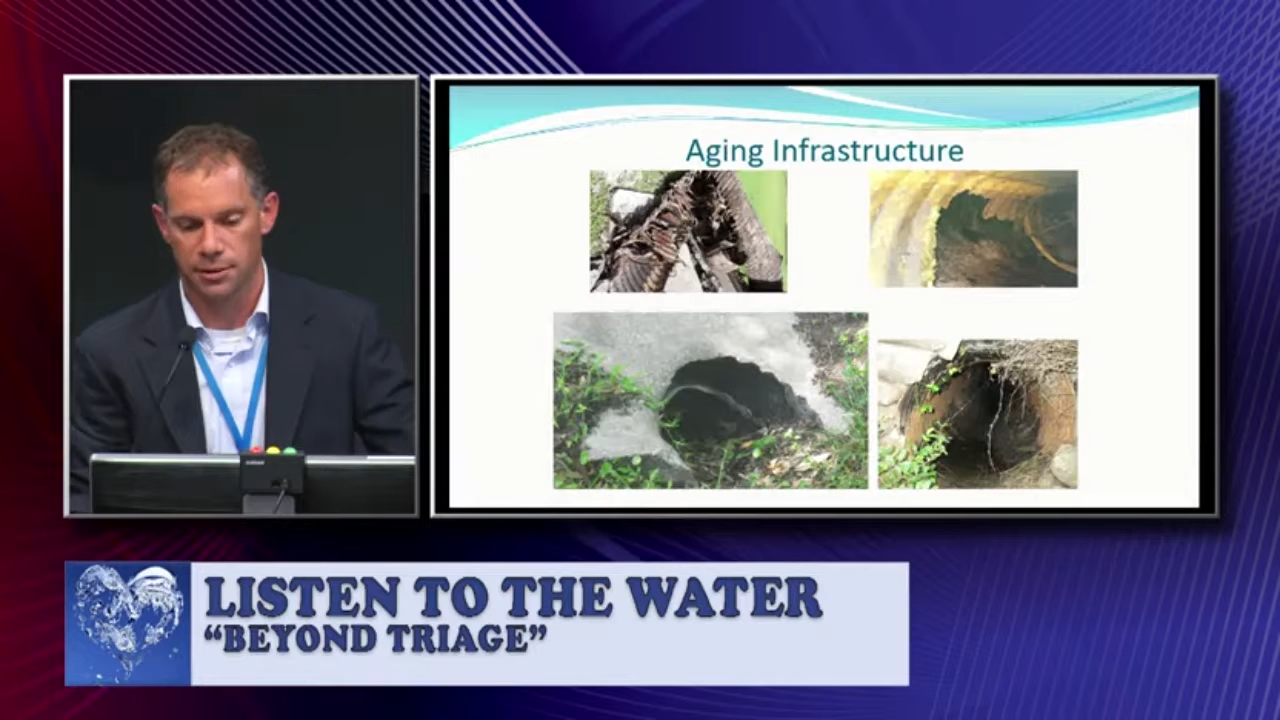 Aging Infrastructure
LISTEN TO THE WATER
“BEYOND TRIAGE”